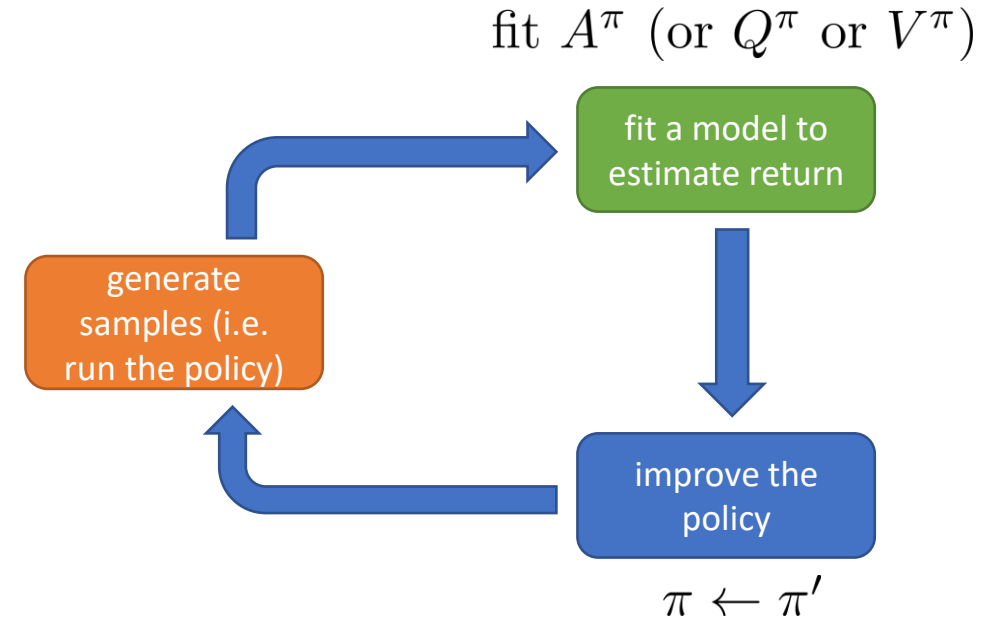 fit A^π (or Q^π or V^π)
fit a model to
estimate return
generate
samples (i.e.
run the policy)
improve the
policy
π ← π′